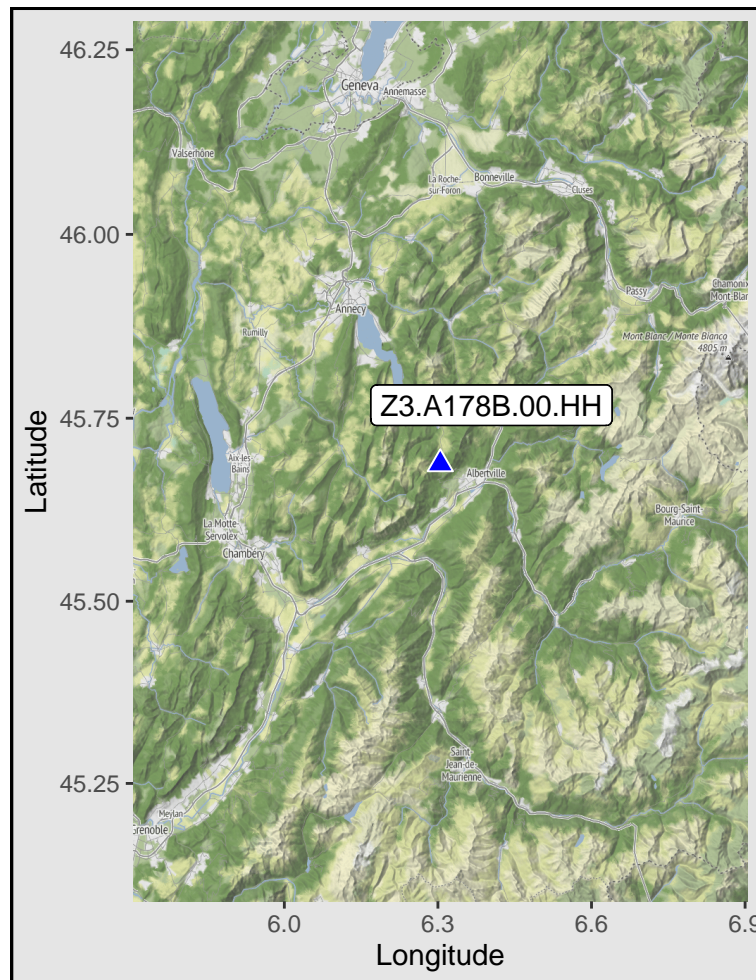 46.25
46.00
45.75
45.50
45.25
Latitude
Geneva
Annemasse
Valserhône
La Roche-
sur-Foron
Bonneville
Cluses
Passy
Chamonix
Mont-Blanc
Annecy
Rumilly
Mont Blanc / Monte Bianco
4805 m
Z3.A178B.00.HH
Aix-les
Bains
Albertville
La Motte-
Servolex
Chambéry
Bourg-Saint-
Maurice
Saint
Jean-de-
Maurienne
Meylan
Grenoble
6.0
6.3
6.6
6.9
Longitude